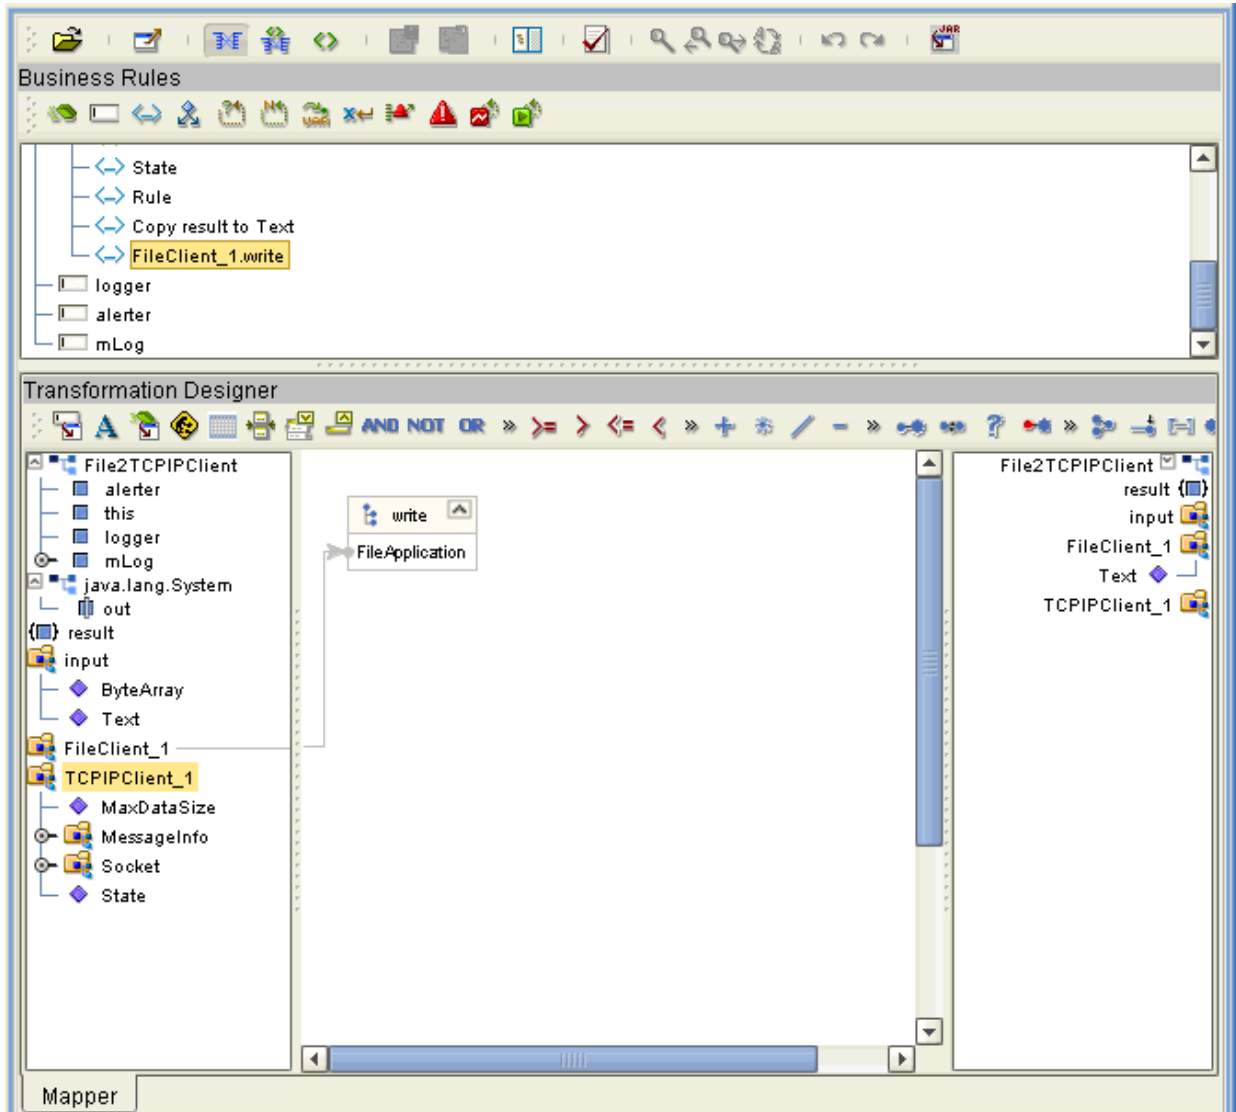 JAR
Business Rules
VAR
State
Rule
Copy result to Text
FileClient_1.write
logger
alerter
mLog
Transformation Designer
A AND NOT OR » >= > <= < » + * / - » ? »
File2TCPIPClient
alerter
this
logger
mLog
java.lang.System
out
{ } result
input
ByteArray
Text
FileClient_1
TCPIPClient_1
MaxDataSize
MessageInfo
Socket
State
write
FileApplication
File2TCPIPClient
result { }
input
FileClient_1
Text
TCPIPClient_1
Mapper